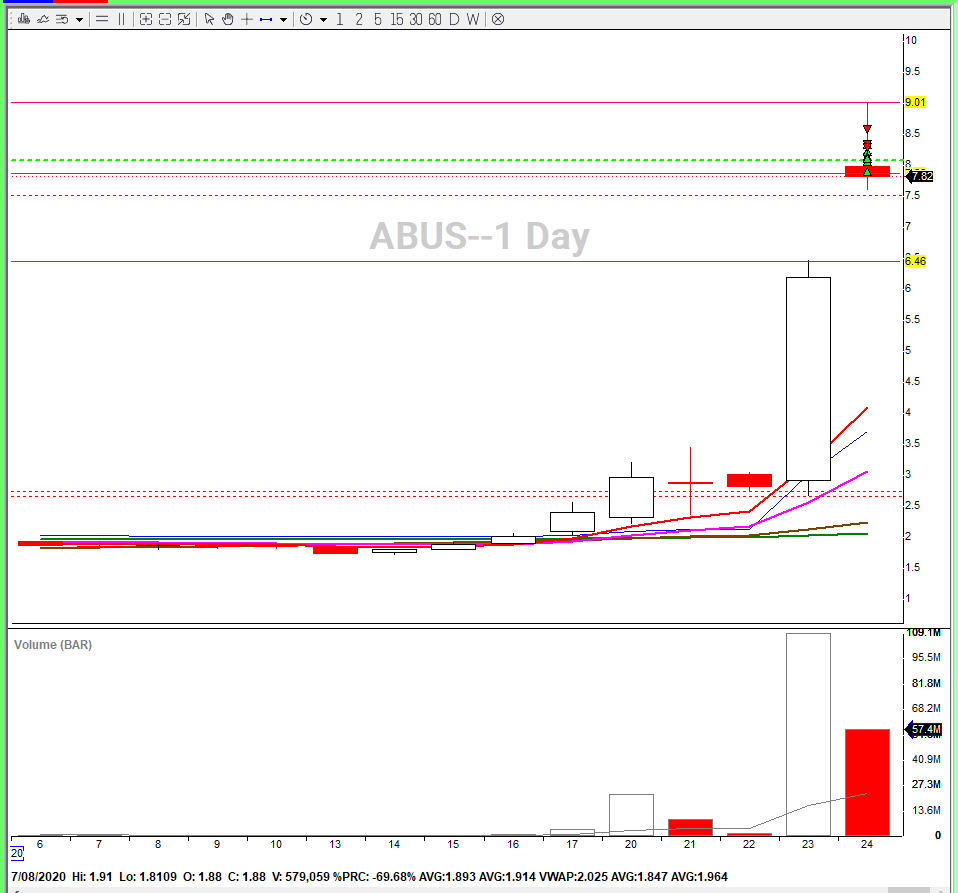 1 2 5 15 30 60 D W
10
9.5
9.01
8.5
8
7.82
7.5
ABUS--1 Day
7
6.46
6
5.5
5
4.5
4
3.5
3
2.5
2
1.5
1
Volume (BAR)
109.1M
95.5M
81.8M
68.2M
57.4M
40.9M
27.3M
13.6M
0
6 7 8 9 10 13 14 15 16 17 20 21 22 23 24
20
7/08/2020 Hi: 1.91 Lo: 1.8109 O: 1.88 C: 1.88 V: 579,059 %PRC: -69.68% AVG:1.893 AVG:1.914 VWAP:2.025 AVG:1.847 AVG:1.964